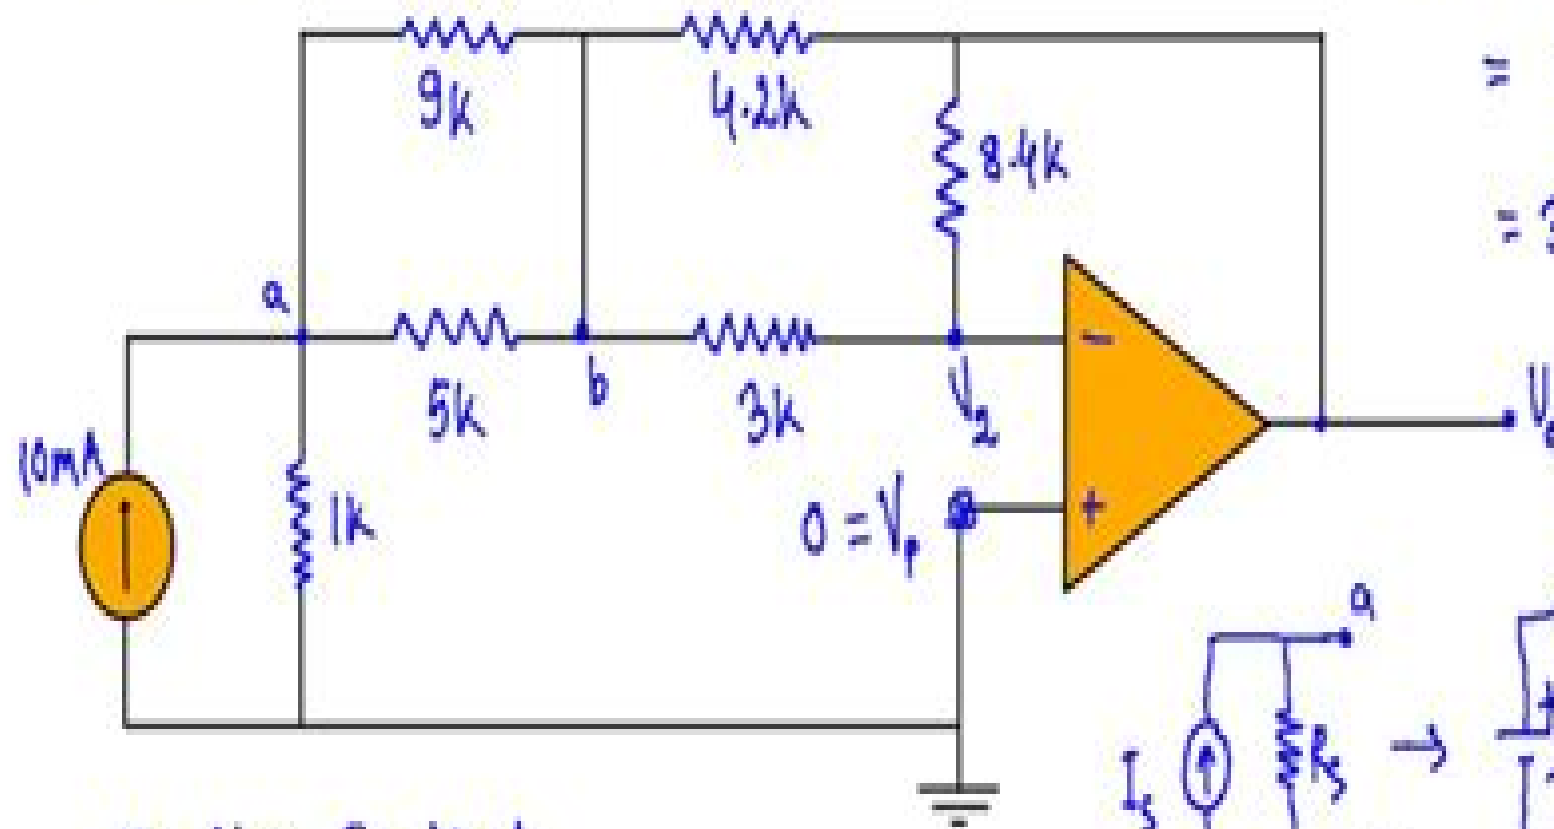 9k
4.2k
8.4k
=
=
a
5k
b
3k
V2
−
10mA
1k
0 = Vp
+
a
Is
Rs
→